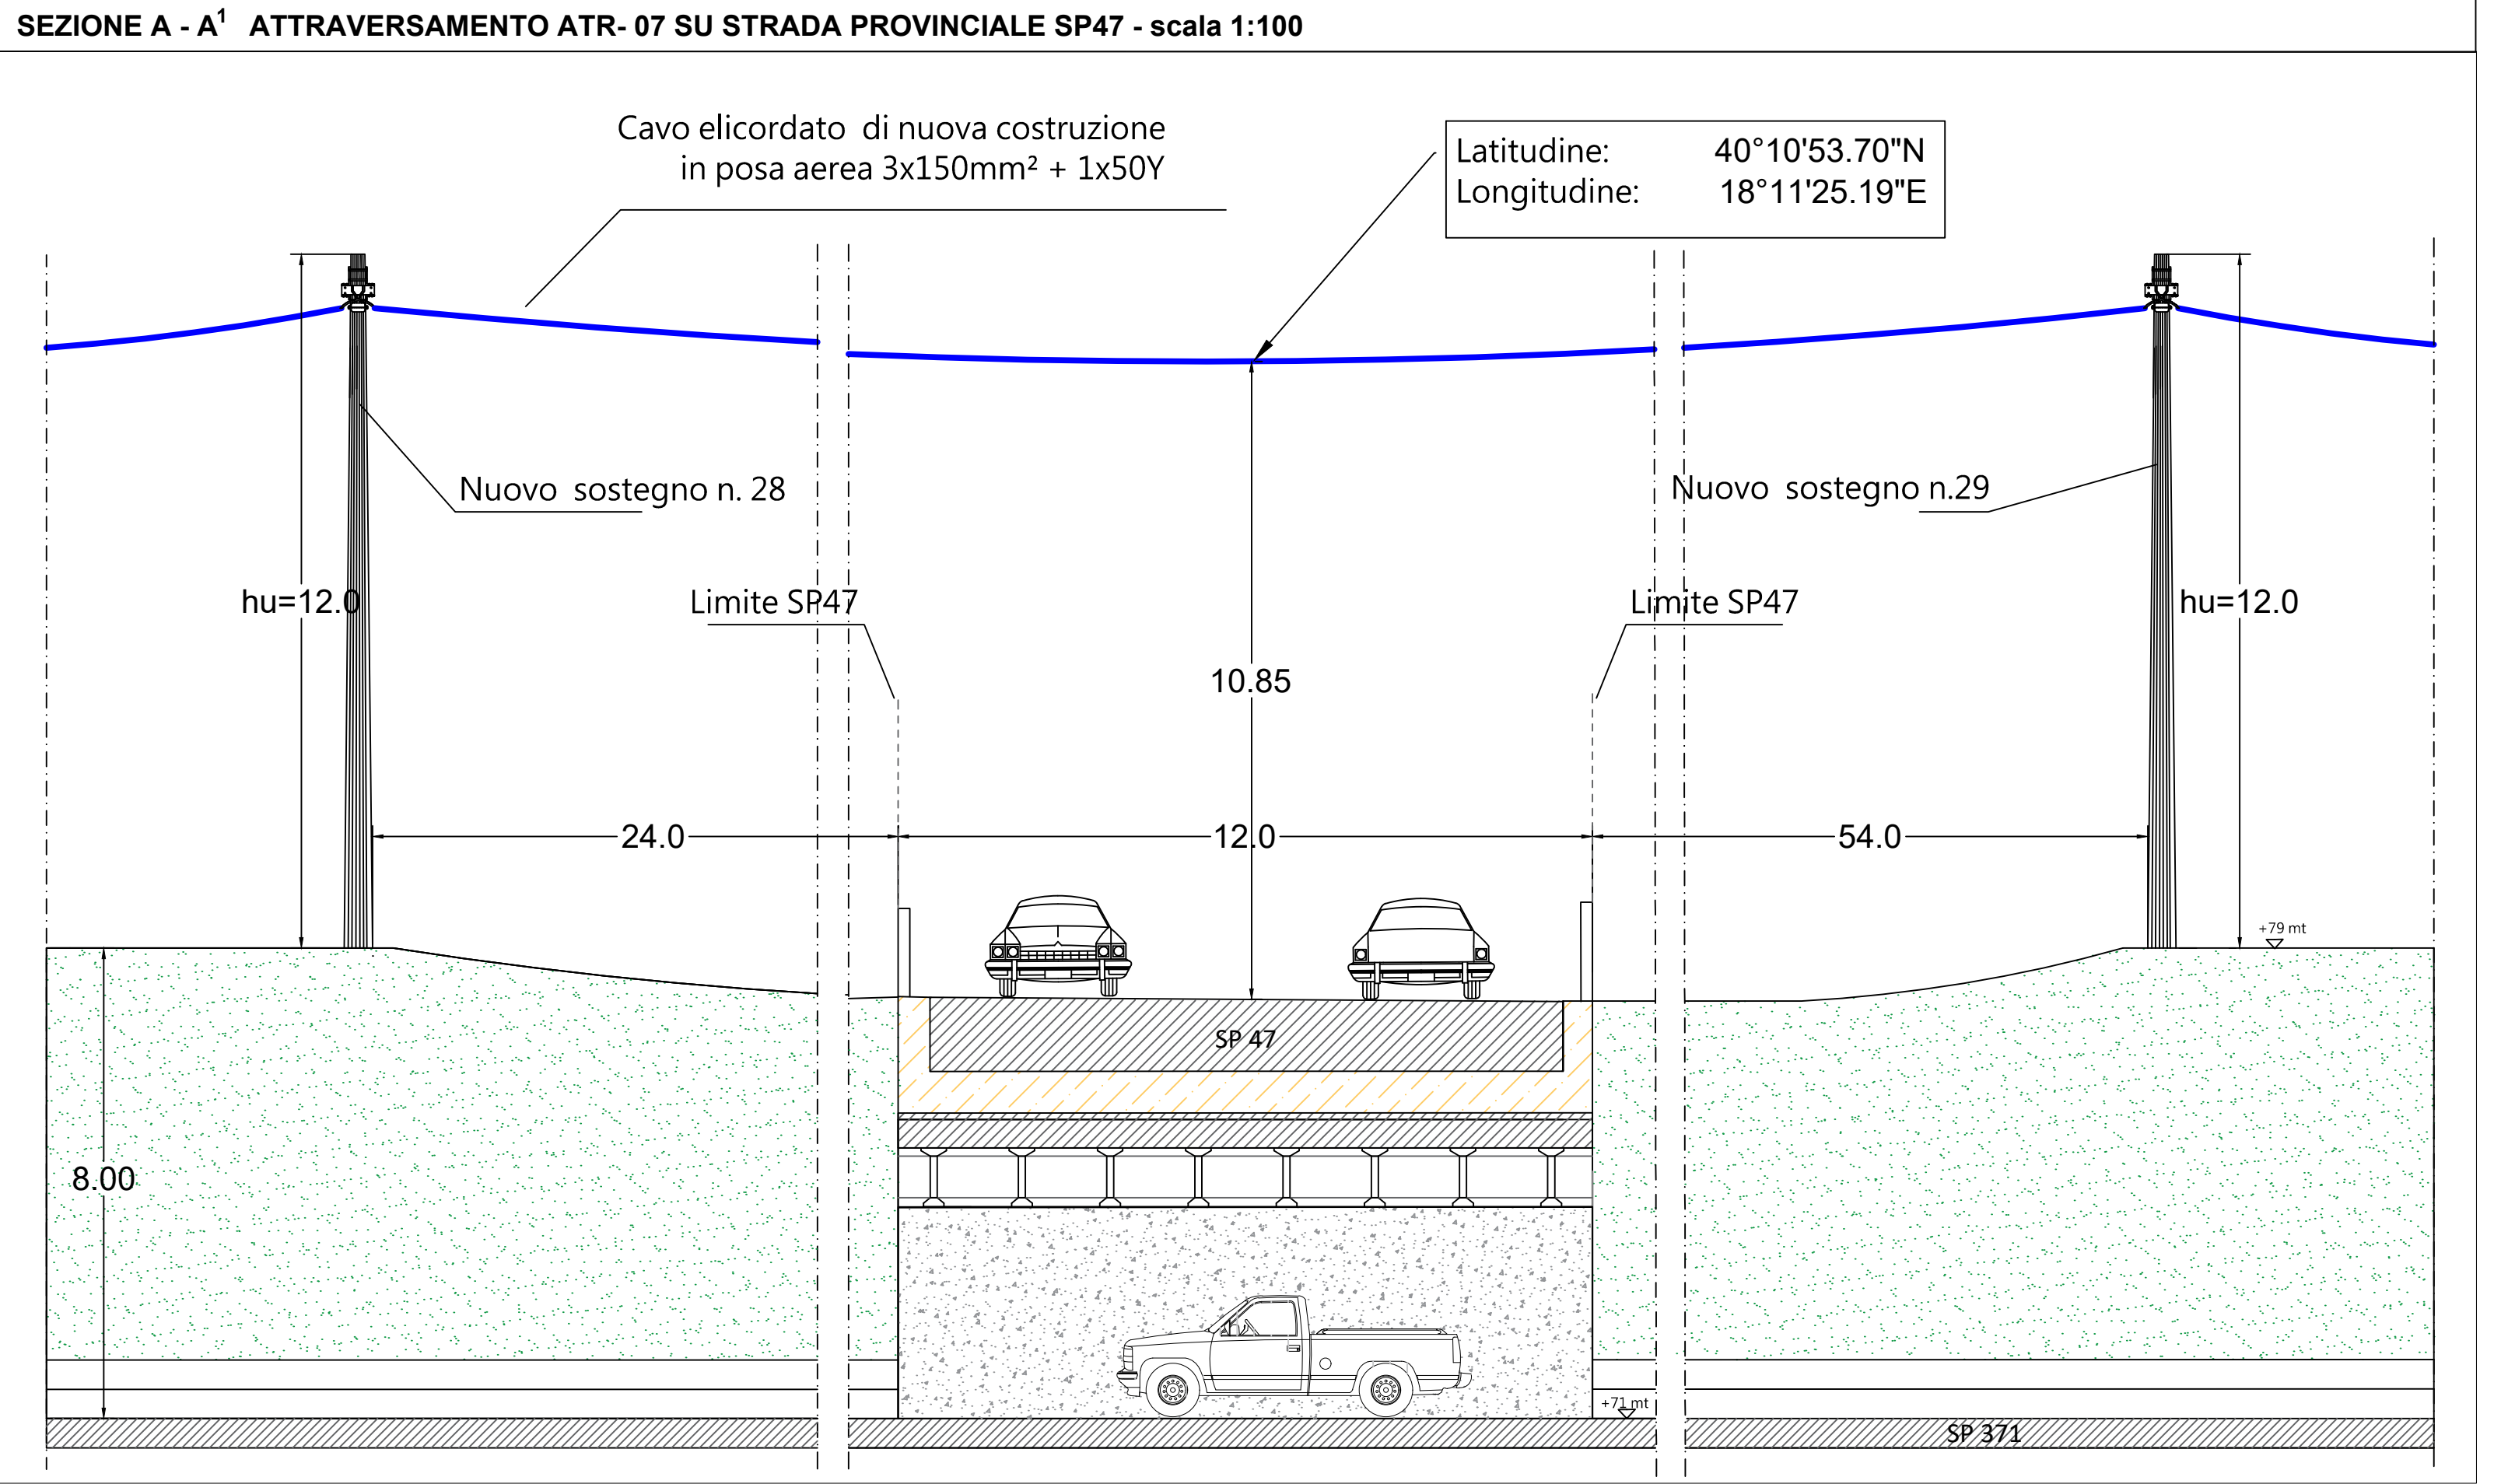 SEZIONE A - A¹ ATTRAVERSAMENTO ATR- 07 SU STRADA PROVINCIALE SP47 - scala 1:100
Cavo elicordato di nuova costruzione
in posa aerea 3x150mm² + 1x50Y
Latitudine: 40°10'53.70"N
Longitudine: 18°11'25.19"E
Nuovo sostegno n. 28
Nuovo sostegno n.29
hu=12.0
Limite SP47
Limite SP47
hu=12.0
10.85
24.0
12.0
54.0
+79 mt
SP 47
8.00
+71 mt
SP 371